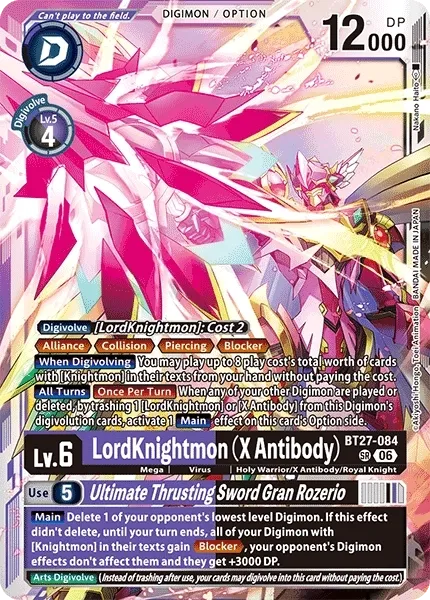 Can't play to the field.
DIGIMON / OPTION
DP
12000
D
Digivolve
Lv.5
4
Nakano Haito
©Akiyoshi Hongo, Toei Animation
BANDAI MADE IN JAPAN
Digivolve [LordKnightmon]: Cost 2
Alliance Collision Piercing Blocker
When Digivolving You may play up to 8 play cost's total worth of cards
with [Knightmon] in their texts from your hand without paying the cost.
All Turns Once Per Turn When any of your other Digimon are played or
deleted, by trashing 1 [LordKnightmon] or [X Antibody] from this Digimon's
digivolution cards, activate 1 Main effect on this card's Option side.
Lv.6
LordKnightmon (X Antibody)
BT27-084
SR 06
Mega | Virus | Holy Warrior/X Antibody/Royal Knight
Use 5 Ultimate Thrusting Sword Gran Rozerio
Main Delete 1 of your opponent's lowest level Digimon. If this effect
didn't delete, until your turn ends, all of your Digimon with
[Knightmon] in their texts gain Blocker, your opponent's Digimon
effects don't affect them and they get +3000 DP.
Arts Digivolve (Instead of trashing after use, your cards may digivolve into this card without paying the cost.)